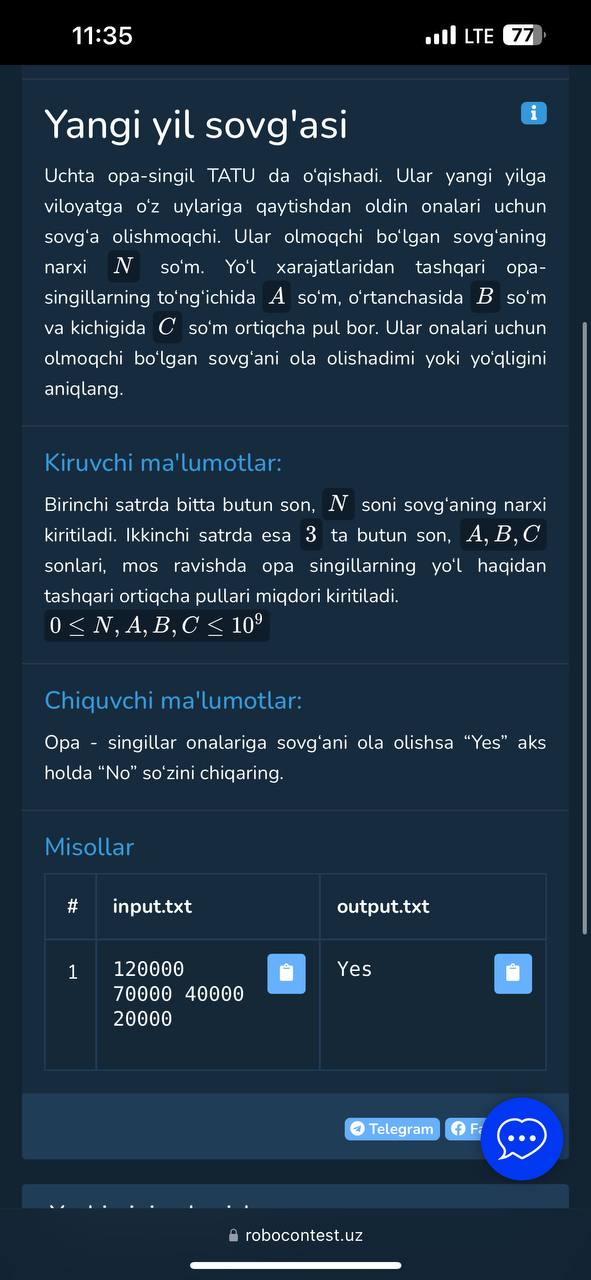 11:35 LTE 77
Yangi yil sovg'asi
Uchta opa-singil TATU da o‘qishadi. Ular yangi yilga
viloyatga o‘z uylariga qaytishdan oldin onalari uchun
sovg‘a olishmoqchi. Ular olmoqchi bo‘lgan sovg‘aning
narxi N so‘m. Yo‘l xarajatlaridan tashqari opa-
singillarning to‘ng‘ichida A so‘m, o‘rtanchasida B so‘m
va kichigida C so‘m ortiqcha pul bor. Ular onalari uchun
olmoqchi bo‘lgan sovg‘ani ola olishadimi yoki yo‘qligini
aniqlang.
Kiruvchi ma'lumotlar:
Birinchi satrda bitta butun son, N soni sovg‘aning narxi
kiritiladi. Ikkinchi satrda esa 3 ta butun son, A, B, C
sonlari, mos ravishda opa singillarning yo‘l haqidan
tashqari ortiqcha pullari miqdori kiritiladi.
0 ≤ N, A, B, C ≤ 10⁹
Chiquvchi ma'lumotlar:
Opa - singillar onalariga sovg‘ani ola olishsa “Yes” aks
holda “No” so‘zini chiqaring.
Misollar
# input.txt output.txt
1 120000 Yes
70000 40000
20000
Telegram
robocontest.uz